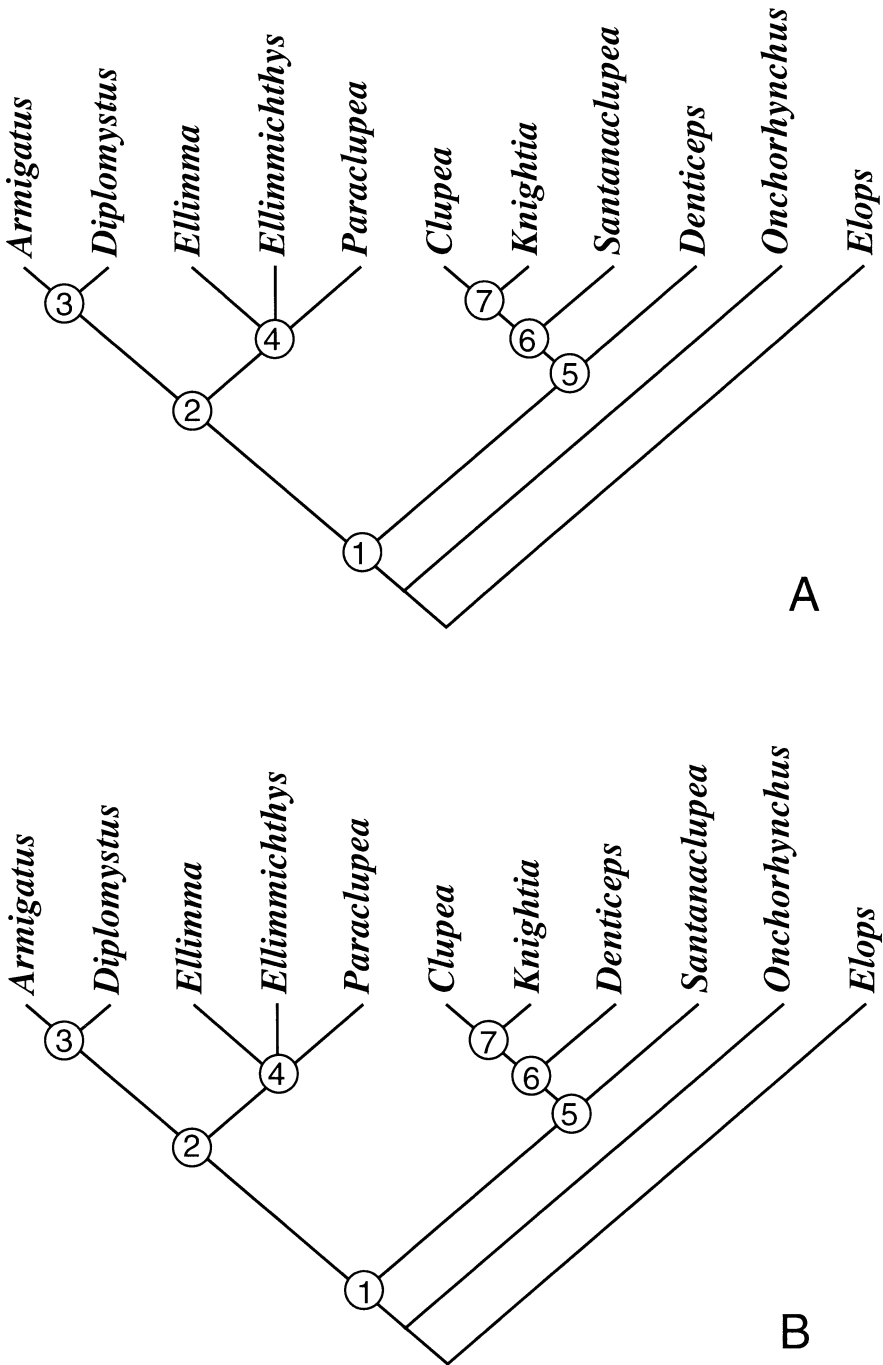 Armigatus
Diplomystus
Ellimma
Ellimmichthys
Paraclupea
Clupea
Knightia
Santanaclupea
Denticeps
Onchorhynchus
Elops
3
7
4
6
5
2
1
A
Armigatus
Diplomystus
Ellimma
Ellimmichthys
Paraclupea
Clupea
Knightia
Denticeps
Santanaclupea
Onchorhynchus
Elops
3
7
4
6
5
2
1
B